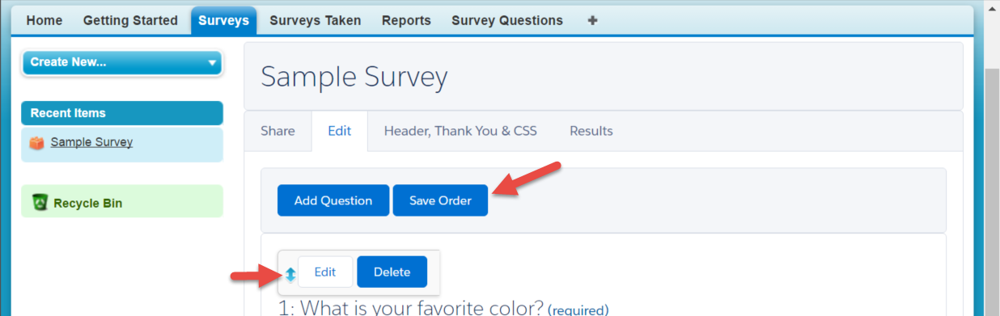 Home Getting Started Surveys Surveys Taken Reports Survey Questions
Create New...
Recent Items
Sample Survey
Recycle Bin
Sample Survey
Share Edit Header, Thank You & CSS Results
Add Question Save Order
Edit Delete
1: What is your favorite color? (required)